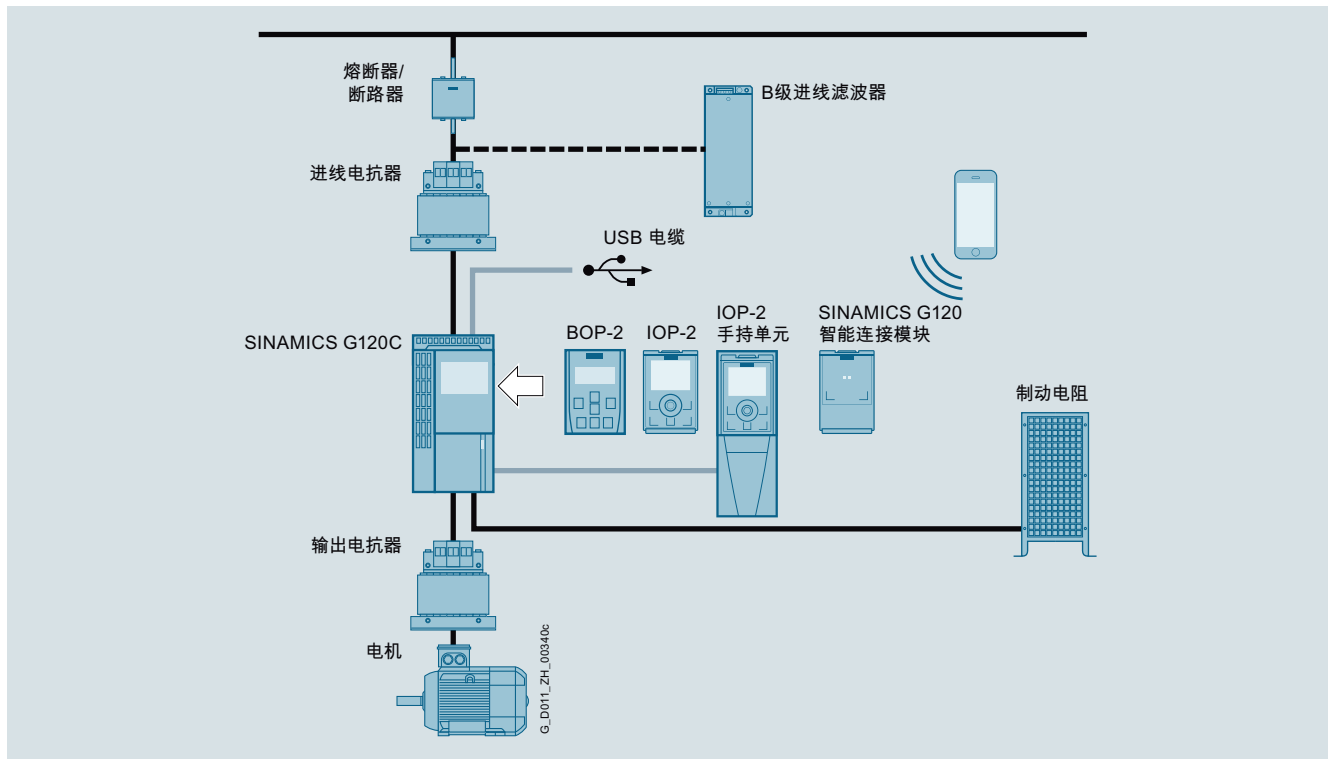 熔断器/
断路器
B级进线滤波器
进线电抗器
USB 电缆
SINAMICS G120C
BOP-2
IOP-2
IOP-2
手持单元
SINAMICS G120
智能连接模块
制动电阻
输出电抗器
电机
G_D011_ZH_00340c